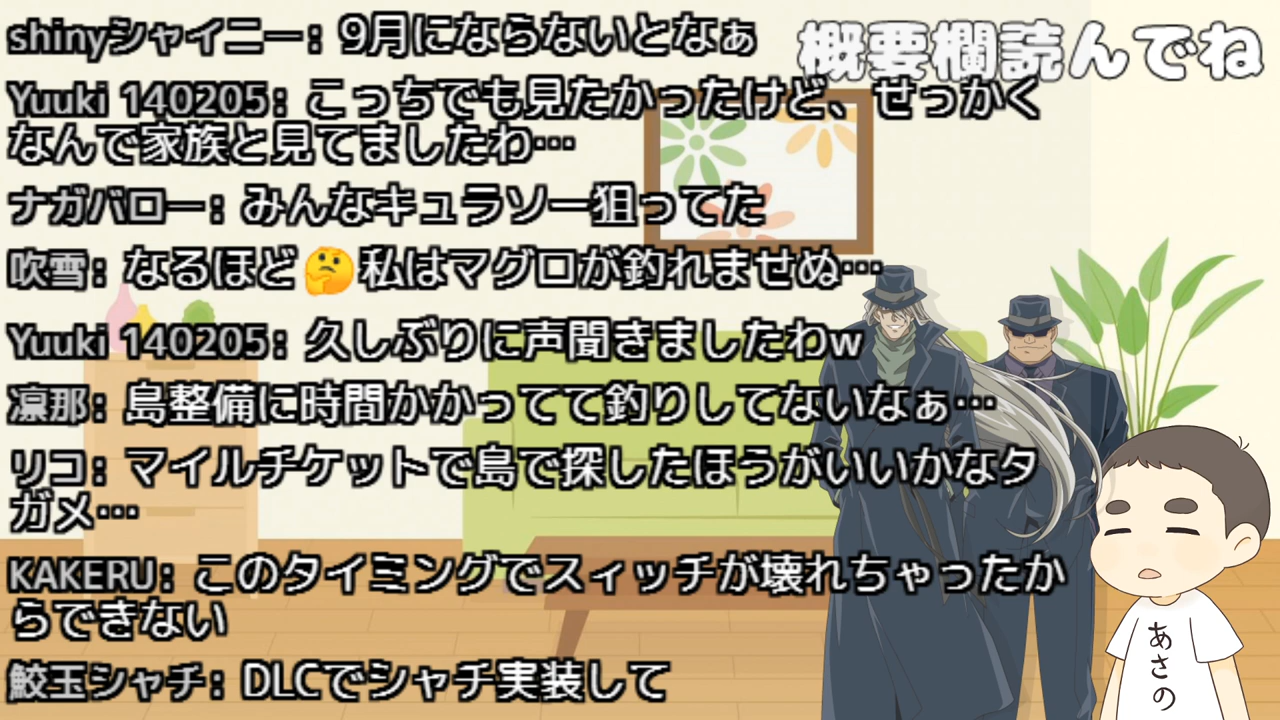 shinyシャイニー: 9月にならないとなぁ
概要欄読んでね
Yuuki 140205: こっちでも見たかったけど、せっかく
なんで家族と見てましたわ…
ナガバロー: みんなキュラソー狙ってた
吹雪: なるほど🤔私はマグロが釣れませぬ…
Yuuki 140205: 久しぶりに声聞きましたわw
凛那: 島整備に時間かかってて釣りしてないなぁ…
リコ: マイルチケットで島で探したほうがいいかなタ
ガメ…
KAKERU: このタイミングでスィッチが壊れちゃったか
らできない
鮫玉シャチ: DLCでシャチ実装して
あさの